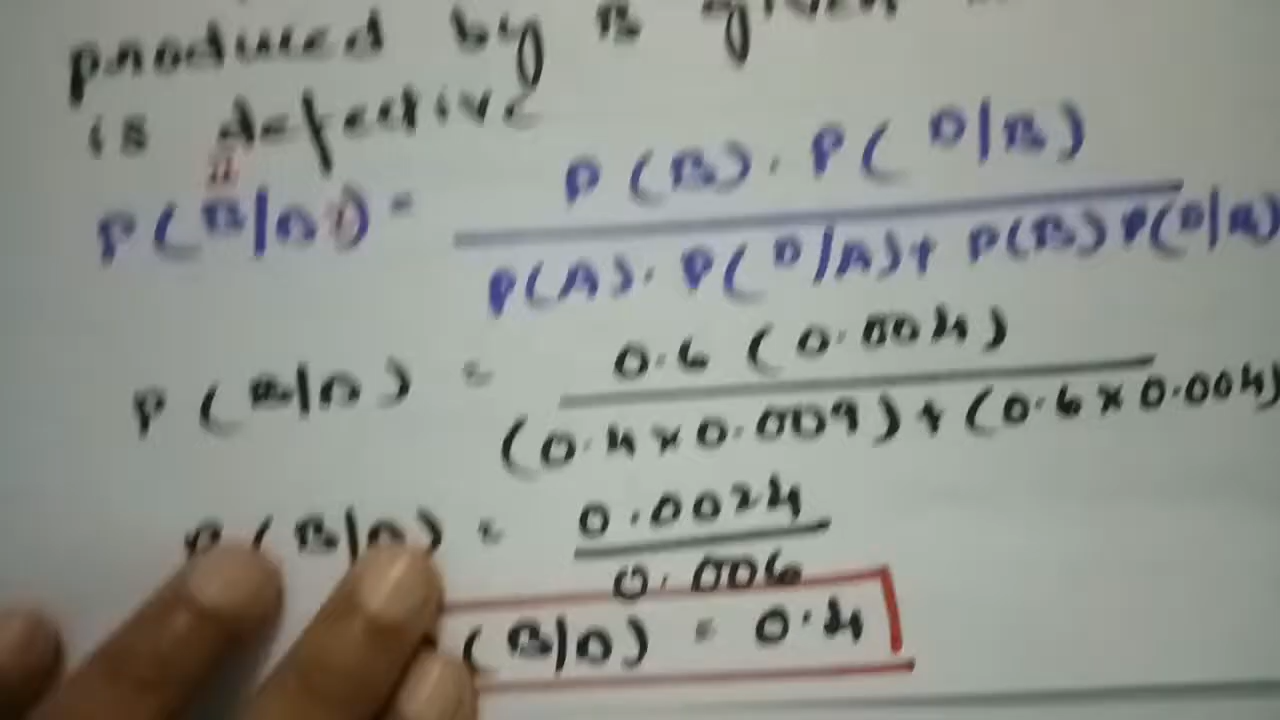 produced by B given
is defective
P(B|D) = P(B). P(D|B)
P(A). P(D/A)+ P(B) P(D|B)
P(B|D) = 0.6 (0.004)
(0.4×0.009)+(0.6×0.004)
P(B|D) = 0.0024
0.006
(B|D) = 0.4